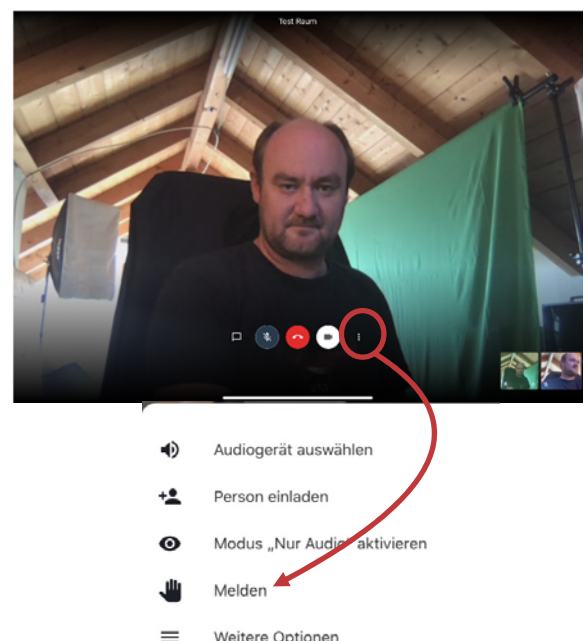 Test Raum
Audiogerät auswählen
Person einladen
Modus „Nur Audio“ aktivieren
Melden
Weitere Optionen